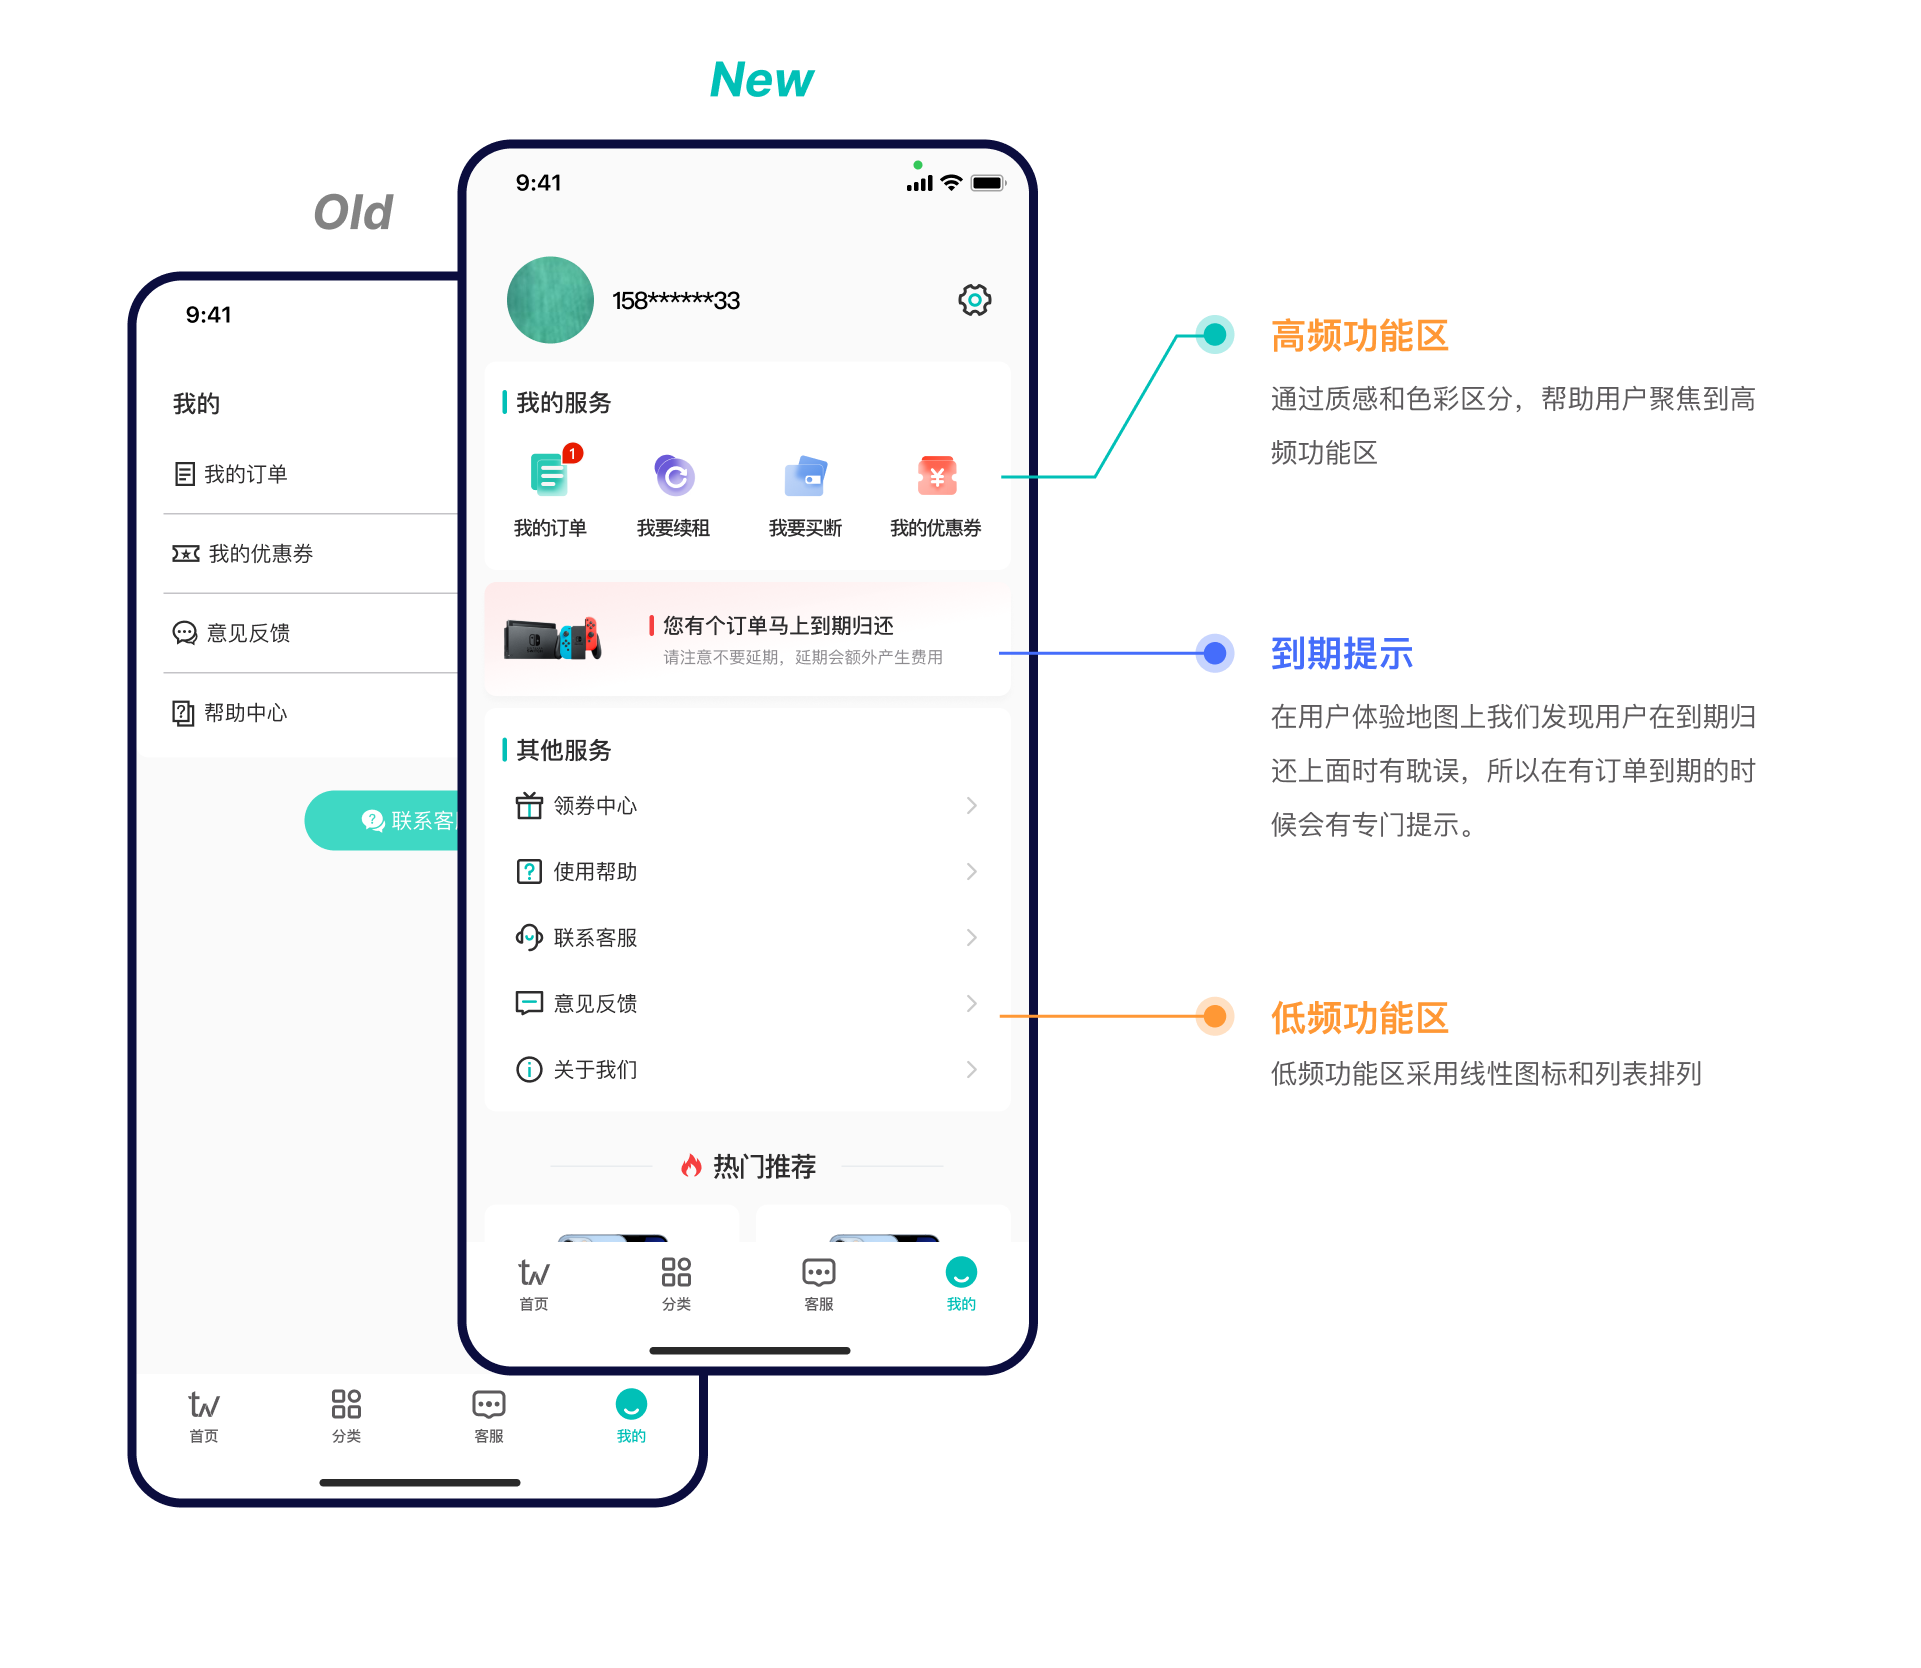 New
Old
9:41
我的
我的订单
我的优惠券
意见反馈
帮助中心
联系客
首页
分类
客服
我的
9:41
158******33
我的服务
1
我的订单
我要续租
我要买断
我的优惠券
您有个订单马上到期归还
请注意不要延期，延期会额外产生费用
其他服务
领券中心
使用帮助
联系客服
意见反馈
关于我们
热门推荐
首页
分类
客服
我的
高频功能区
通过质感和色彩区分，帮助用户聚焦到高
频功能区
到期提示
在用户体验地图上我们发现用户在到期归
还上面时有耽误，所以在有订单到期的时
候会有专门提示。
低频功能区
低频功能区采用线性图标和列表排列